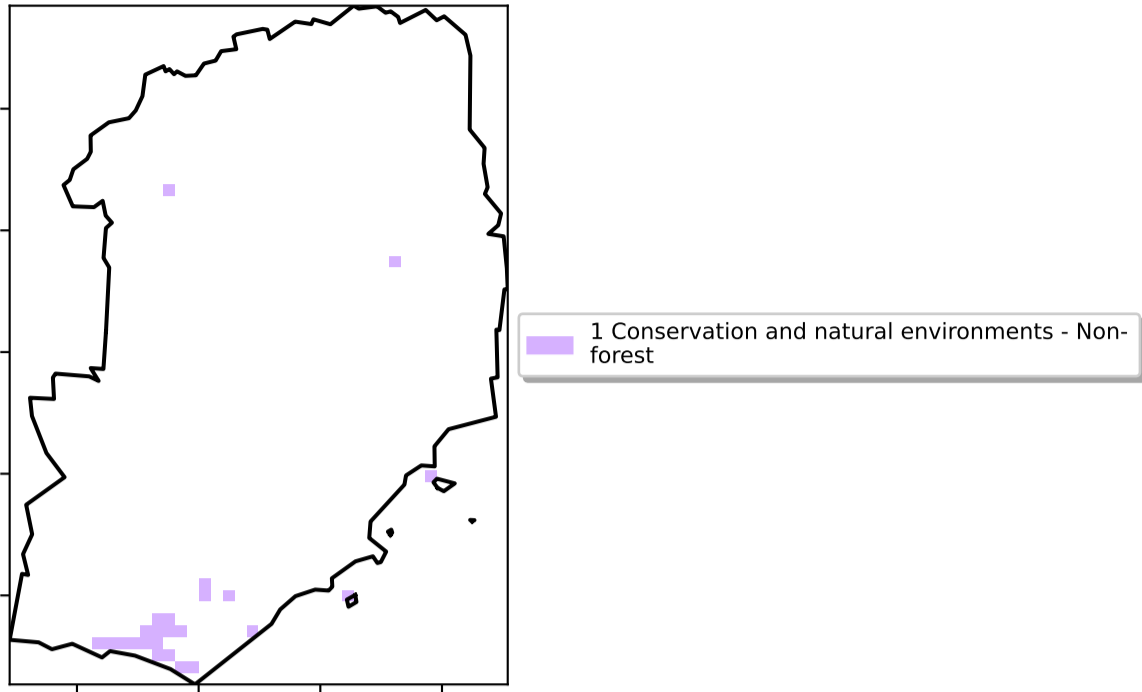 1 Conservation and natural environments - Non-
forest